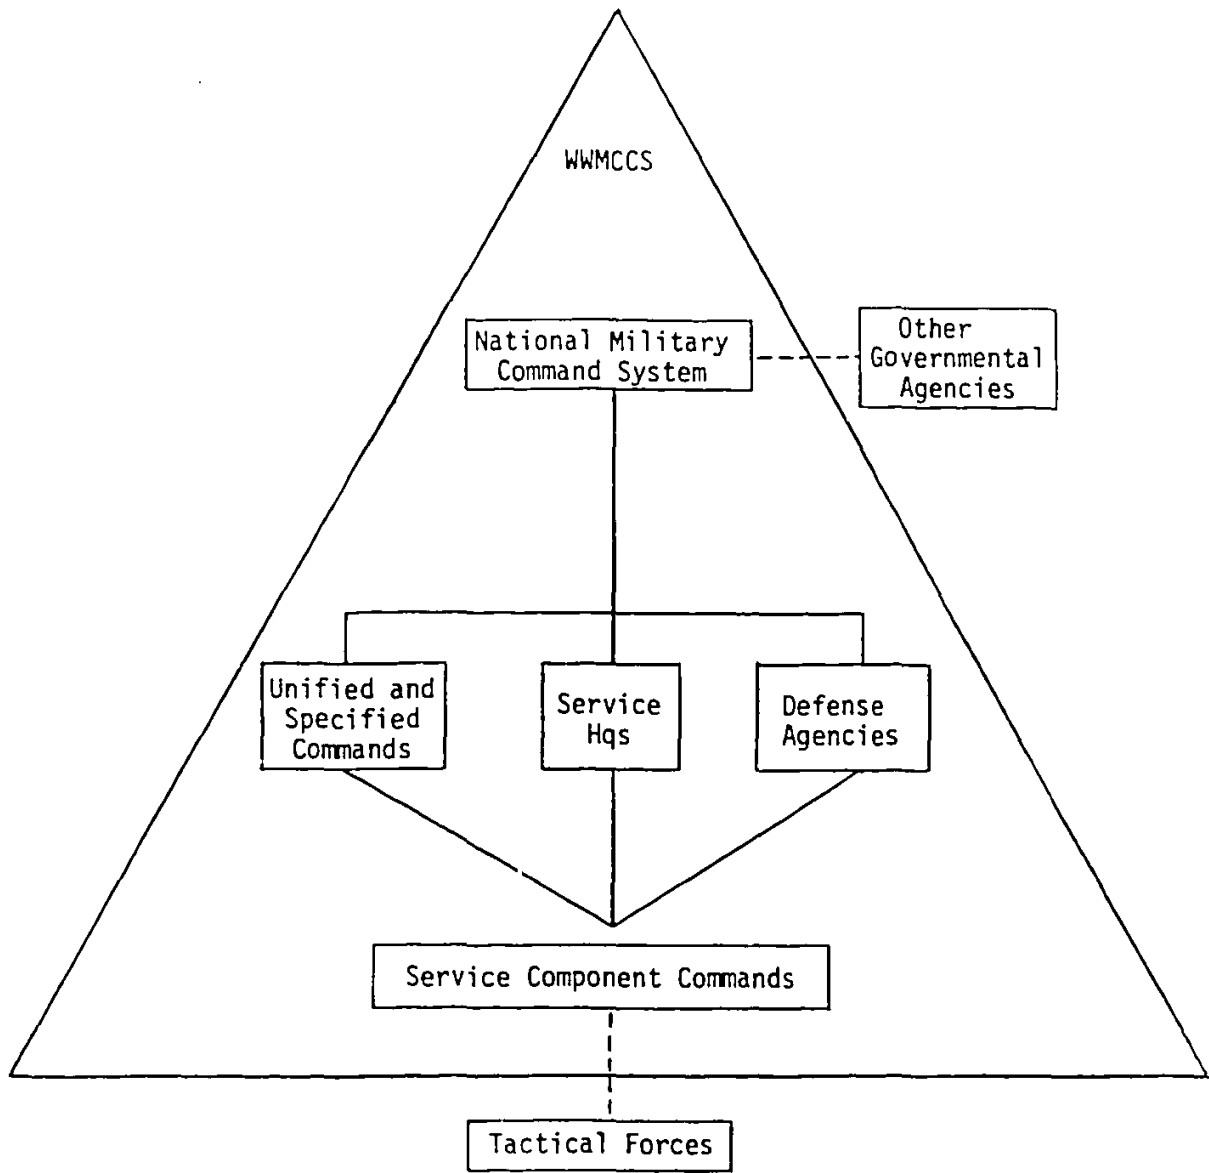 WWMCCS
National Military
Command System
Other
Governmental
Agencies
Unified and
Specified
Commands
Service
Hqs
Defense
Agencies
Service Component Commands
Tactical Forces